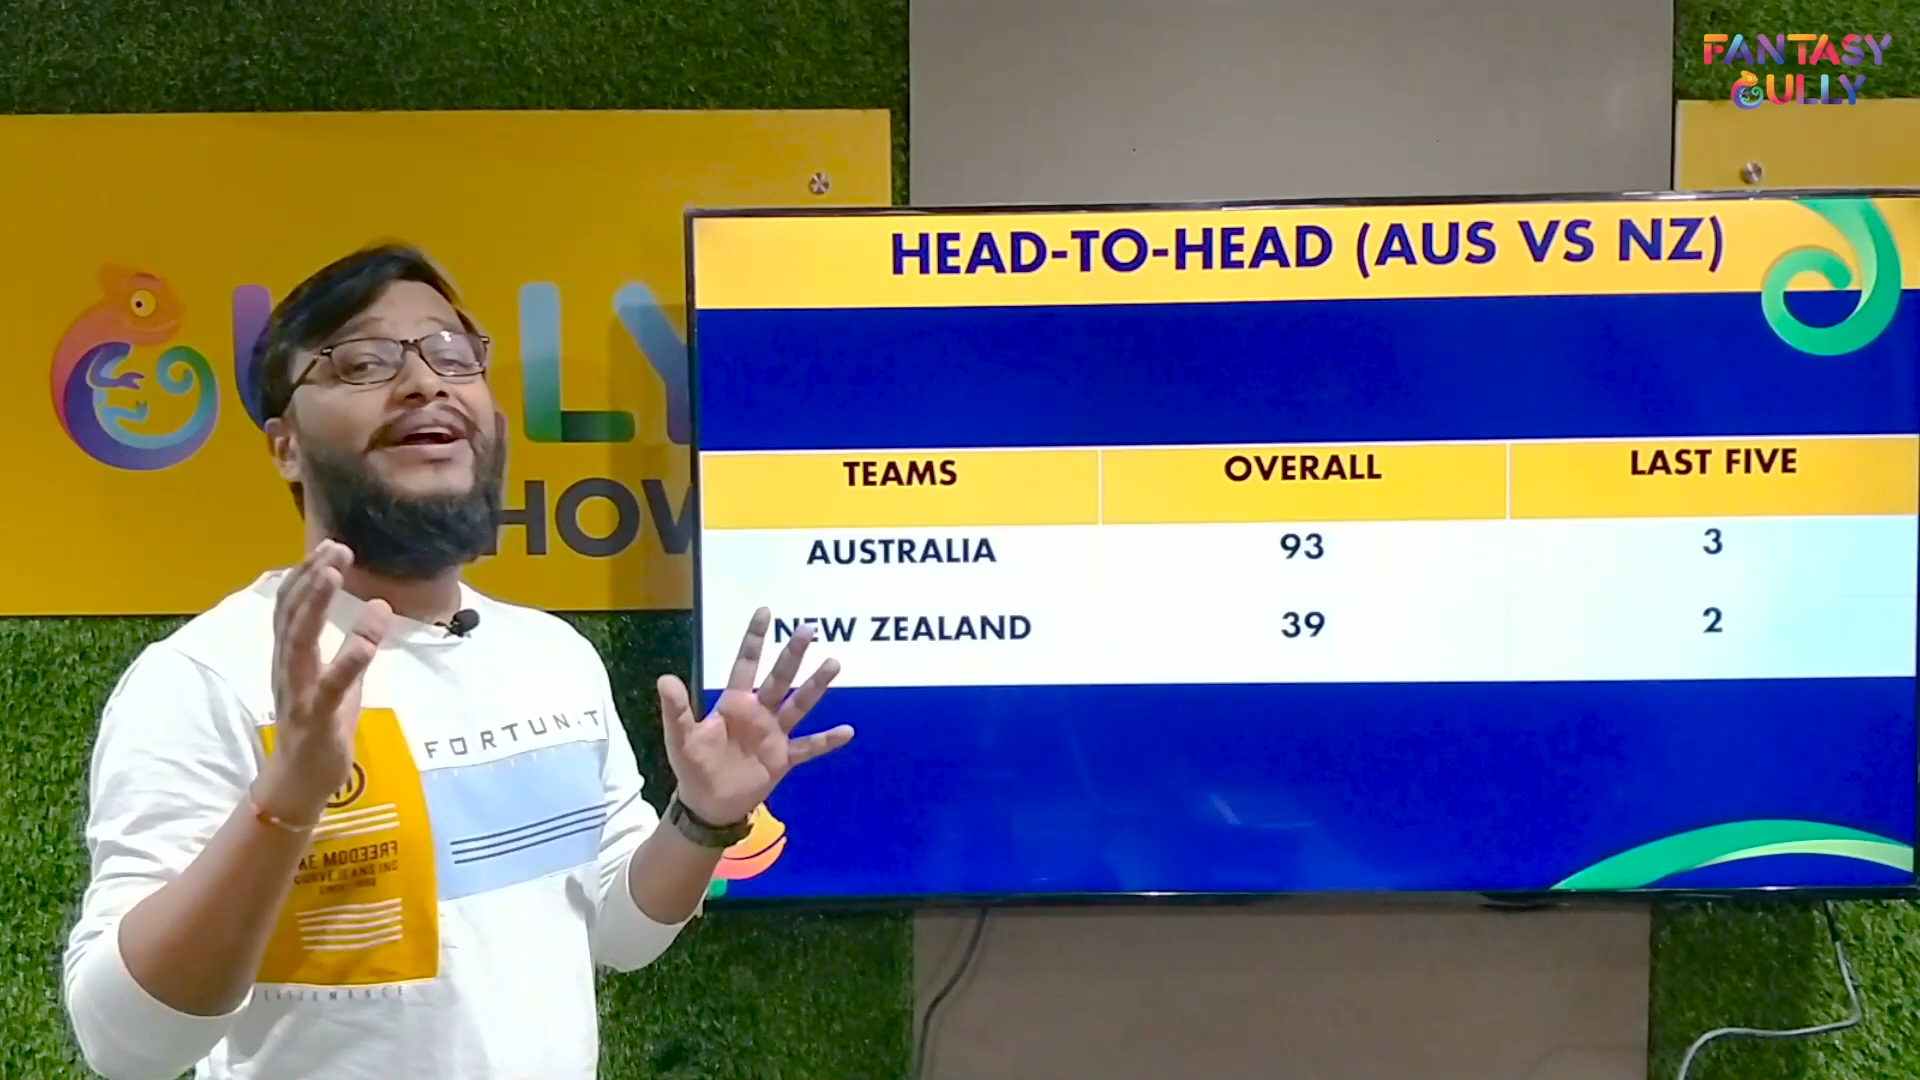 FANTASY
GULLY
HEAD-TO-HEAD (AUS VS NZ)
TEAMS OVERALL LAST FIVE
AUSTRALIA 93 3
NEW ZEALAND 39 2
FORTUN.T
FREEDOM